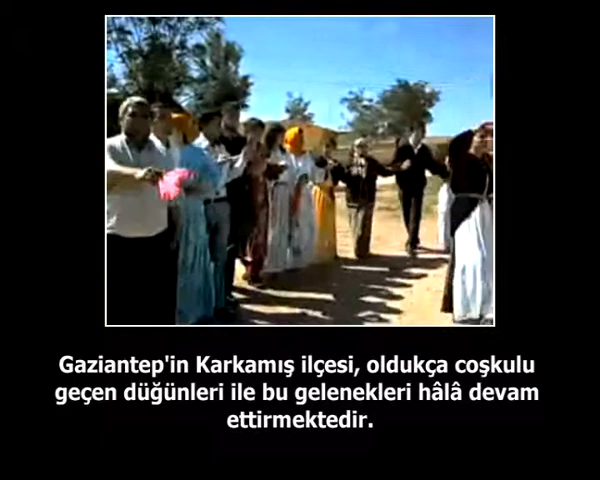 Gaziantep'in Karkamış ilçesi, oldukça coşkulu
geçen düğünleri ile bu gelenekleri hâlâ devam
ettirmektedir.